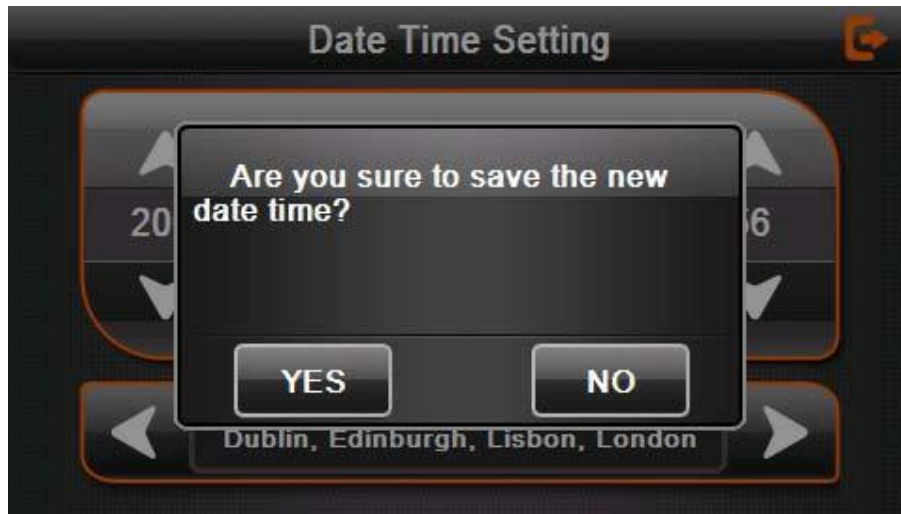 Date Time Setting
Are you sure to save the new
date time?
20
6
YES
NO
Dublin, Edinburgh, Lisbon, London